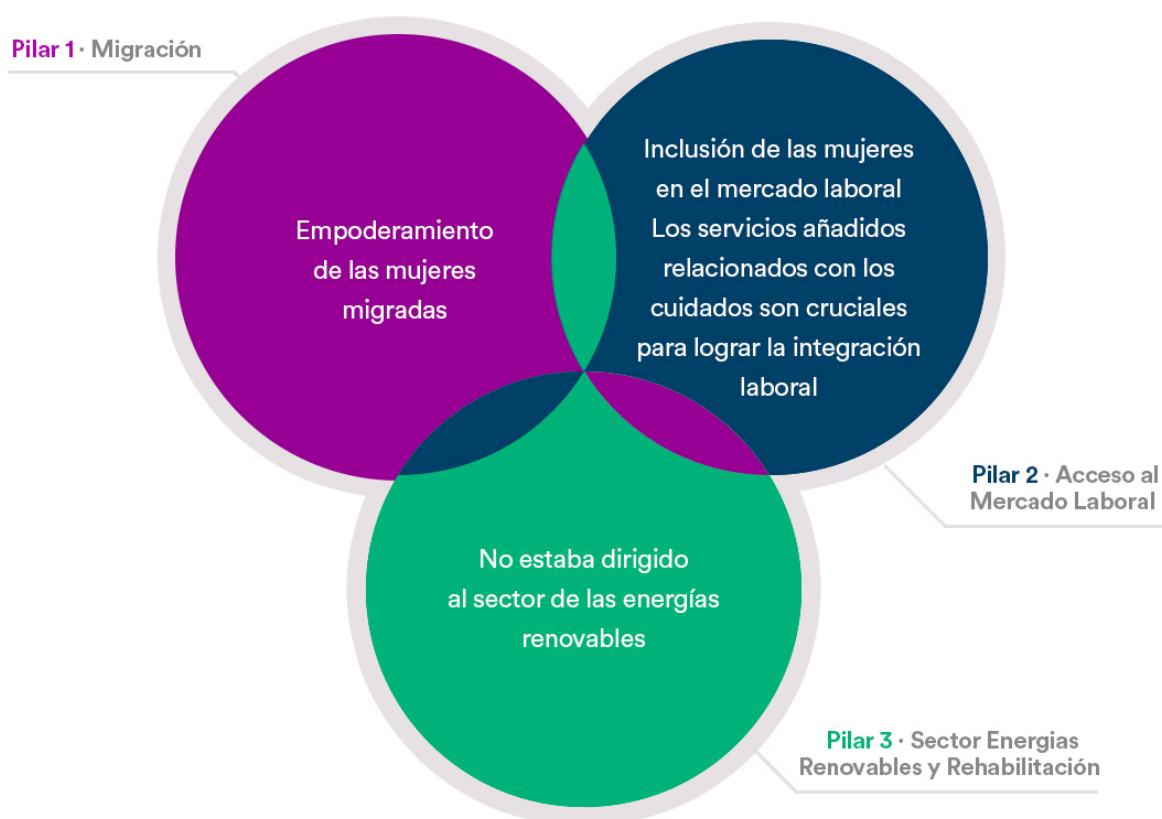 Pilar 1 · Migración
Empoderamiento
de las mujeres
migradas
Inclusión de las mujeres
en el mercado laboral
Los servicios añadidos
relacionados con los
cuidados son cruciales
para lograr la integración
laboral
Pilar 2 · Acceso al
Mercado Laboral
No estaba dirigido
al sector de las energías
renovables
Pilar 3 · Sector Energias
Renovables y Rehabilitación